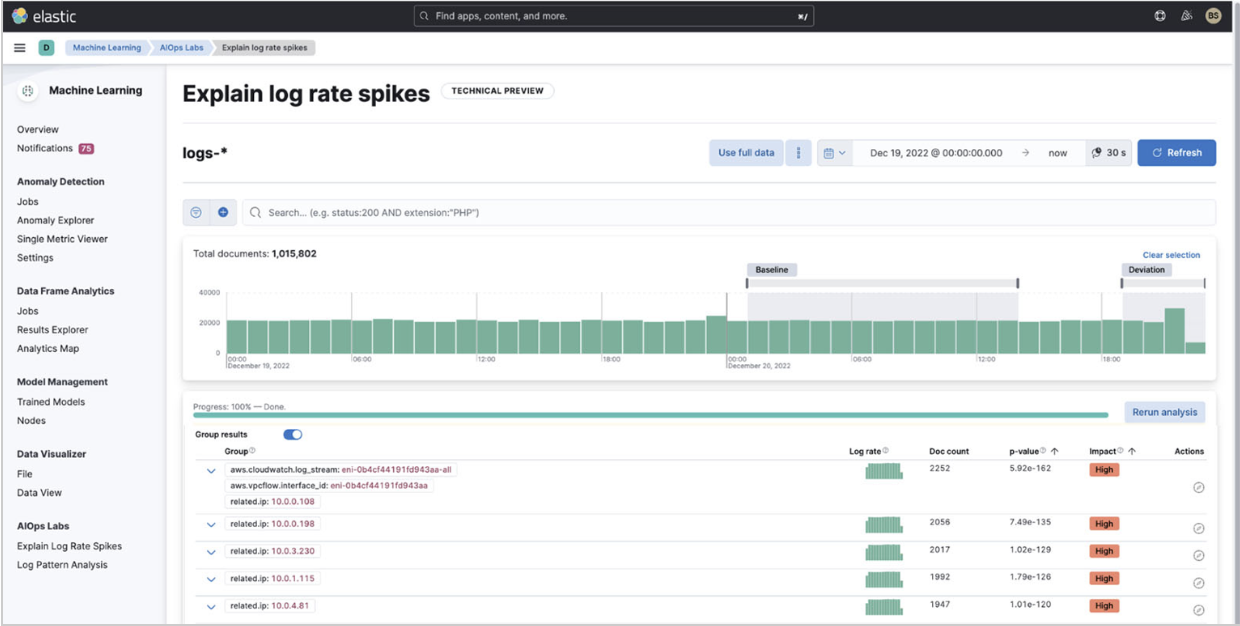 elastic
Find apps, content, and more.
⌘/
BS
D
Machine Learning
AIOps Labs
Explain log rate spikes
Machine Learning
Overview
Notifications 75
Anomaly Detection
Jobs
Anomaly Explorer
Single Metric Viewer
Settings
Data Frame Analytics
Jobs
Results Explorer
Analytics Map
Model Management
Trained Models
Nodes
Data Visualizer
File
Data View
AIOps Labs
Explain Log Rate Spikes
Log Pattern Analysis
Explain log rate spikes TECHNICAL PREVIEW
logs-* Use full data Dec 19, 2022 @ 00:00:00.000 → now 30 s Refresh
Search... (e.g. status:200 AND extension:"PHP")
Total documents: 1,015,802 Clear selection
Baseline Deviation
40000
20000
0
00:00 06:00 12:00 18:00 00:00 06:00 12:00 18:00
December 19, 2022 December 20, 2022
Progress: 100% — Done. Rerun analysis
Group results
Group Log rate Doc count p-value ↑ Impact ↑ Actions
aws.cloudwatch.log_stream: eni-0b4cf44191fd943aa-all 2252 5.92e-162 High
aws.vpcflow.interface_id: eni-0b4cf44191fd943aa
related.ip: 10.0.0.108
related.ip: 10.0.0.198 2056 7.49e-135 High
related.ip: 10.0.3.230 2017 1.02e-129 High
related.ip: 10.0.1.115 1992 1.79e-126 High
related.ip: 10.0.4.81 1947 1.01e-120 High